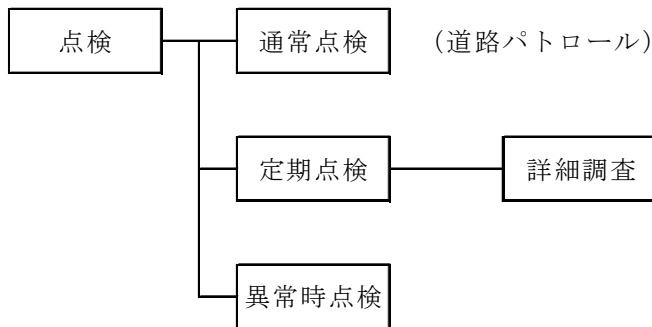 点検
通常点検
（道路パトロール）
定期点検
詳細調査
異常時点検